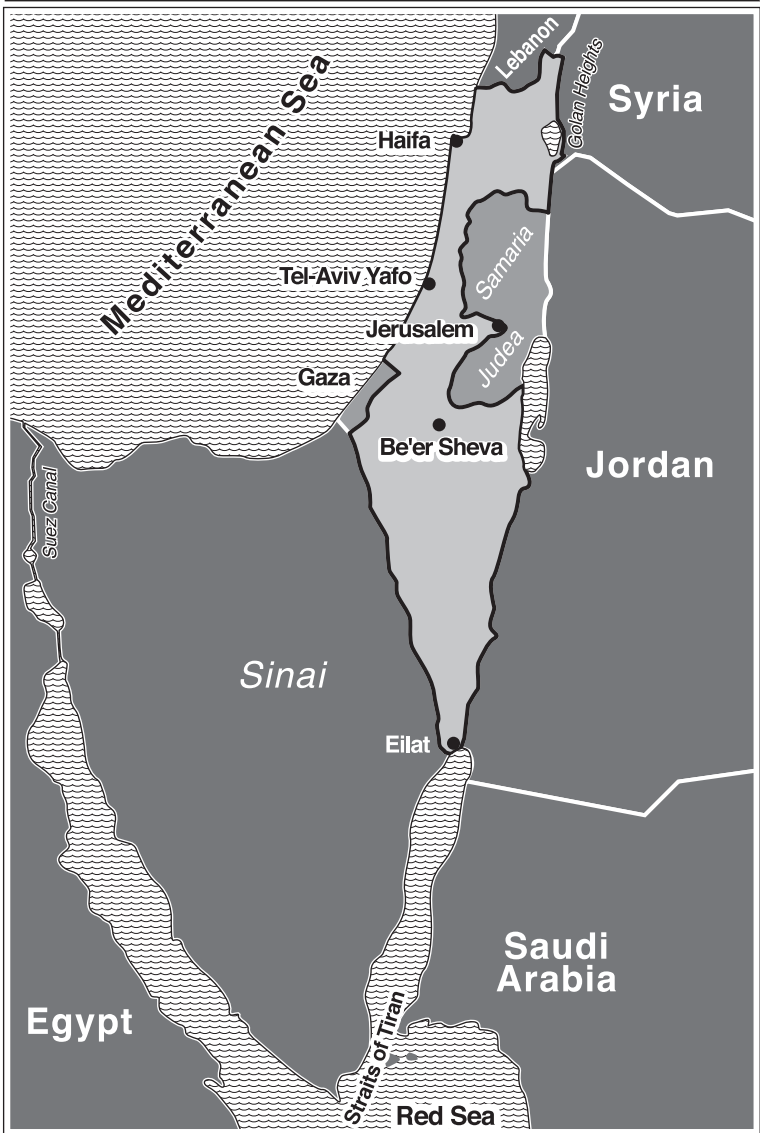 Lebanon
Golan Heights
Syria
Mediterranean Sea
Haifa
Samaria
Tel-Aviv Yafo
Jerusalem
Judea
Gaza
Be'er Sheva
Jordan
Suez Canal
Sinai
Eilat
Saudi
Arabia
Egypt
Straits of Tiran
Red Sea